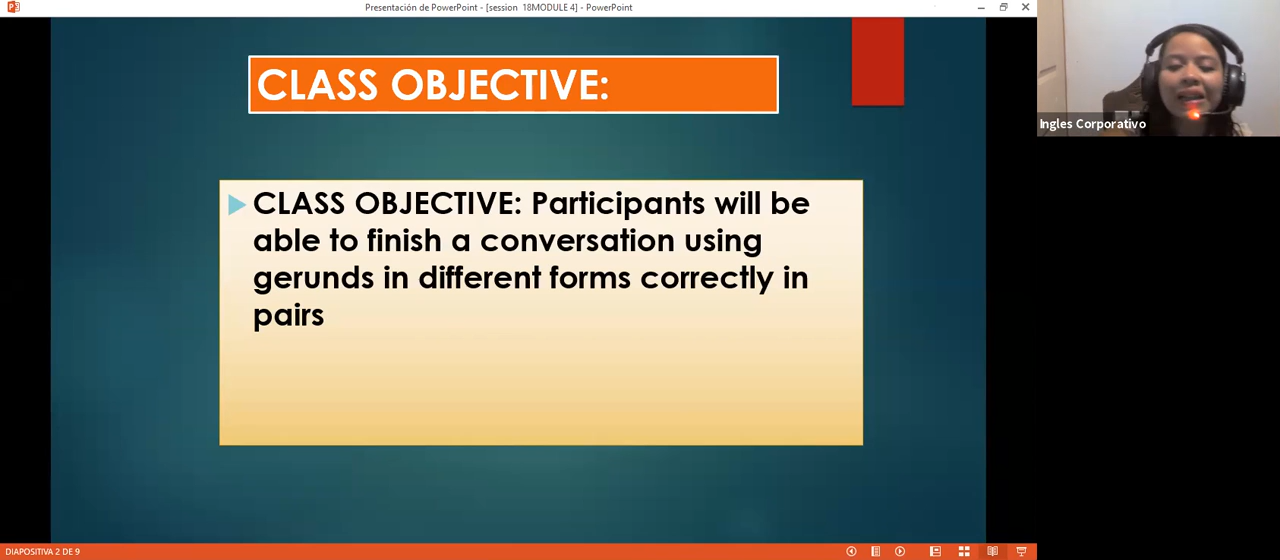 Presentación de PowerPoint - [session 18MODULE 4] - PowerPoint
CLASS OBJECTIVE:
CLASS OBJECTIVE: Participants will be
able to finish a conversation using
gerunds in different forms correctly in
pairs
Ingles Corporativo
DIAPOSITIVA 2 DE 9